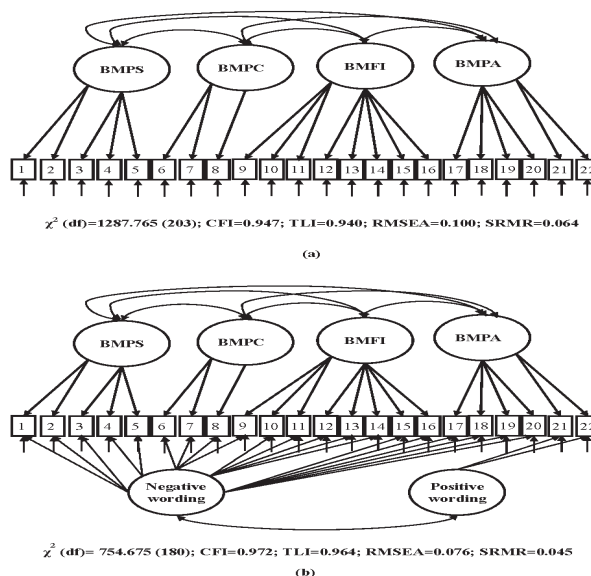 BMPS BMPC BMFI BMPA
1 2 3 4 5 6 7 8 9 10 11 12 13 14 15 16 17 18 19 20 21 22
χ² (df)=1287.765 (203); CFI=0.947; TLI=0.940; RMSEA=0.100; SRMR=0.064
(a)
BMPS BMPC BMFI BMPA
1 2 3 4 5 6 7 8 9 10 11 12 13 14 15 16 17 18 19 20 21 22
Negative Positive
wording wording
χ² (df)= 754.675 (180); CFI=0.972; TLI=0.964; RMSEA=0.076; SRMR=0.045
(b)